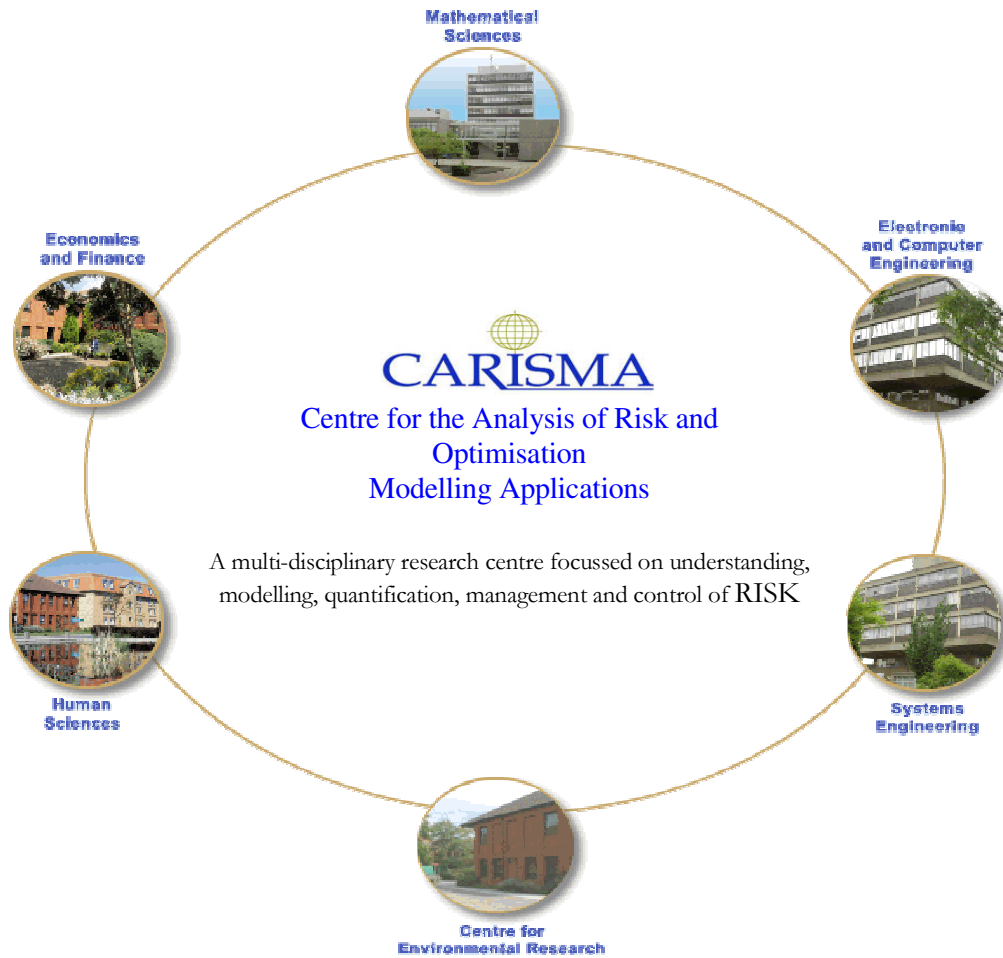 Mathematical
Sciences
Economics
and Finance
Electronic
and Computer
Engineering
CARISMA
Centre for the Analysis of Risk and
Optimisation
Modelling Applications
A multi-disciplinary research centre focussed on understanding,
modelling, quantification, management and control of RISK
Human
Sciences
Systems
Engineering
Centre for
Environmental Research